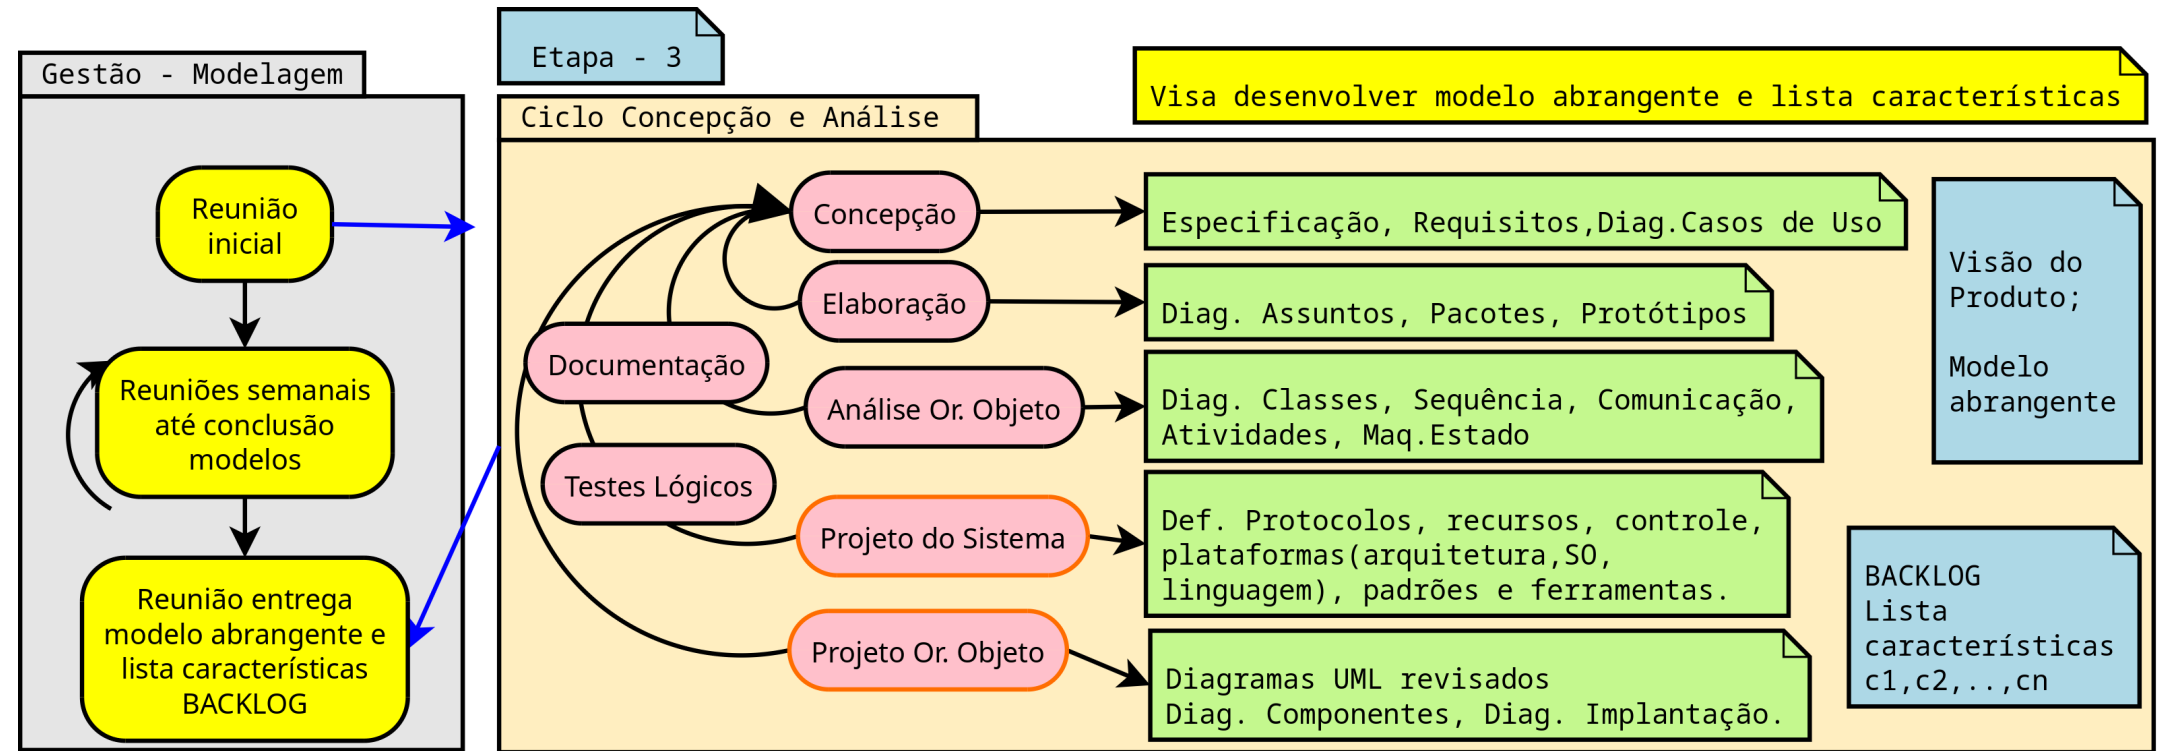 Gestão - Modelagem
Reunião
inicial
Reuniões semanais
até conclusão
modelos
Reunião entrega
modelo abrangente e
lista características
BACKLOG
Etapa - 3
Visa desenvolver modelo abrangente e lista características
Ciclo Concepção e Análise
Concepção
Especificação, Requisitos,Diag.Casos de Uso
Elaboração
Diag. Assuntos, Pacotes, Protótipos
Documentação
Análise Or. Objeto
Diag. Classes, Sequência, Comunicação,
Atividades, Maq.Estado
Testes Lógicos
Projeto do Sistema
Def. Protocolos, recursos, controle,
plataformas(arquitetura,SO,
linguagem), padrões e ferramentas.
Projeto Or. Objeto
Diagramas UML revisados
Diag. Componentes, Diag. Implantação.
Visão do
Produto;
Modelo
abrangente
BACKLOG
Lista
características
c1,c2,..,cn